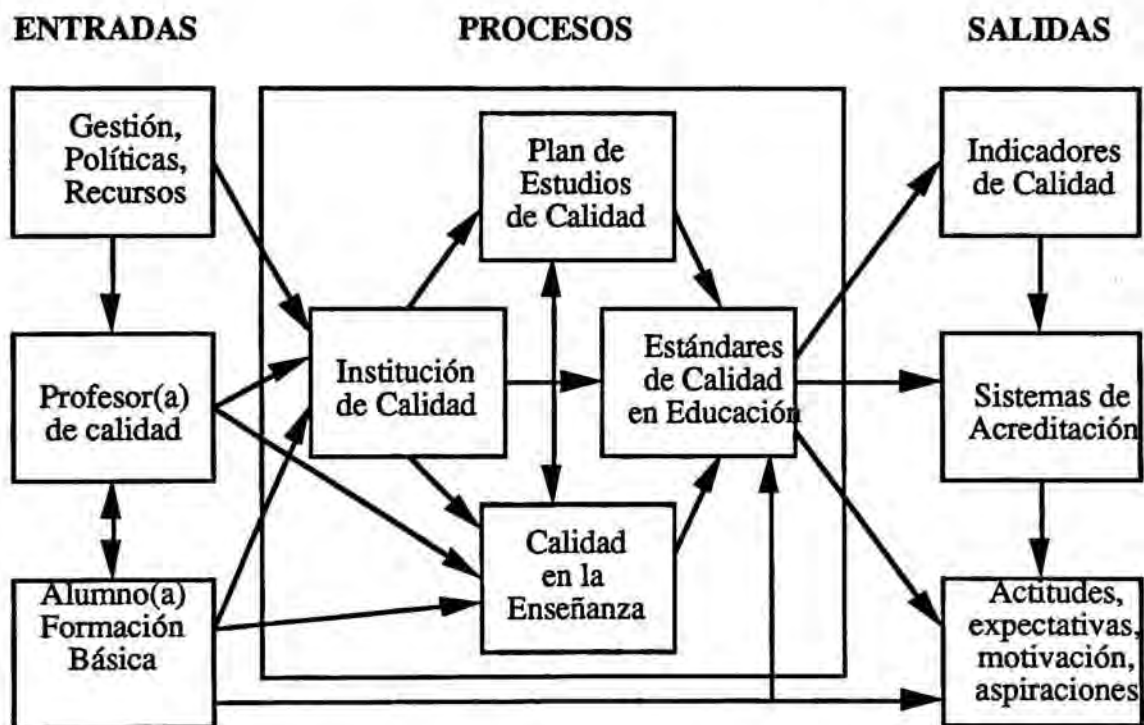 ENTRADAS
PROCESOS
SALIDAS
Gestión,
Políticas,
Recursos
Profesor(a)
de calidad
Alumno(a)
Formación
Básica
Plan de
Estudios
de Calidad
Institución
de Calidad
Estándares
de Calidad
en Educación
Calidad
en la
Enseñanza
Indicadores
de Calidad
Sistemas de
Acreditación
Actitudes,
expectativas,
motivación,
aspiraciones